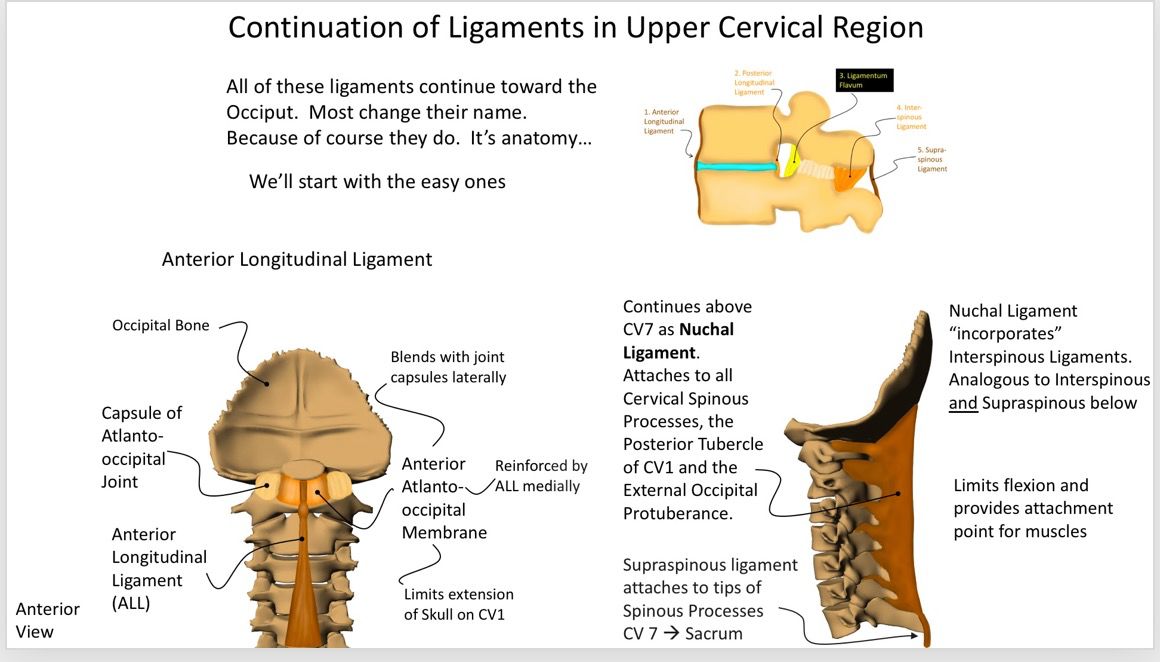 Continuation of Ligaments in Upper Cervical Region
All of these ligaments continue toward the
Occiput.  Most change their name.
Because of course they do.  It's anatomy...
We'll start with the easy ones
1. Anterior
Longitudinal
Ligament
2. Posterior
Longitudinal
Ligament
3. Ligamentum
Flavum
4. Inter-
spinous
Ligament
5. Supra-
spinous
Ligament
Anterior Longitudinal Ligament
Occipital Bone
Blends with joint
capsules laterally
Capsule of
Atlanto-
occipital
Joint
Anterior
Atlanto-
occipital
Membrane
Reinforced by
ALL medially
Anterior
Longitudinal
Ligament
(ALL)
Limits extension
of Skull on CV1
Anterior
View
Continues above
CV7 as Nuchal
Ligament.
Attaches to all
Cervical Spinous
Processes, the
Posterior Tubercle
of CV1 and the
External Occipital
Protuberance.
Supraspinous ligament
attaches to tips of
Spinous Processes
CV 7 → Sacrum
Nuchal Ligament
"incorporates"
Interspinous Ligaments.
Analogous to Interspinous
and Supraspinous below
Limits flexion and
provides attachment
point for muscles